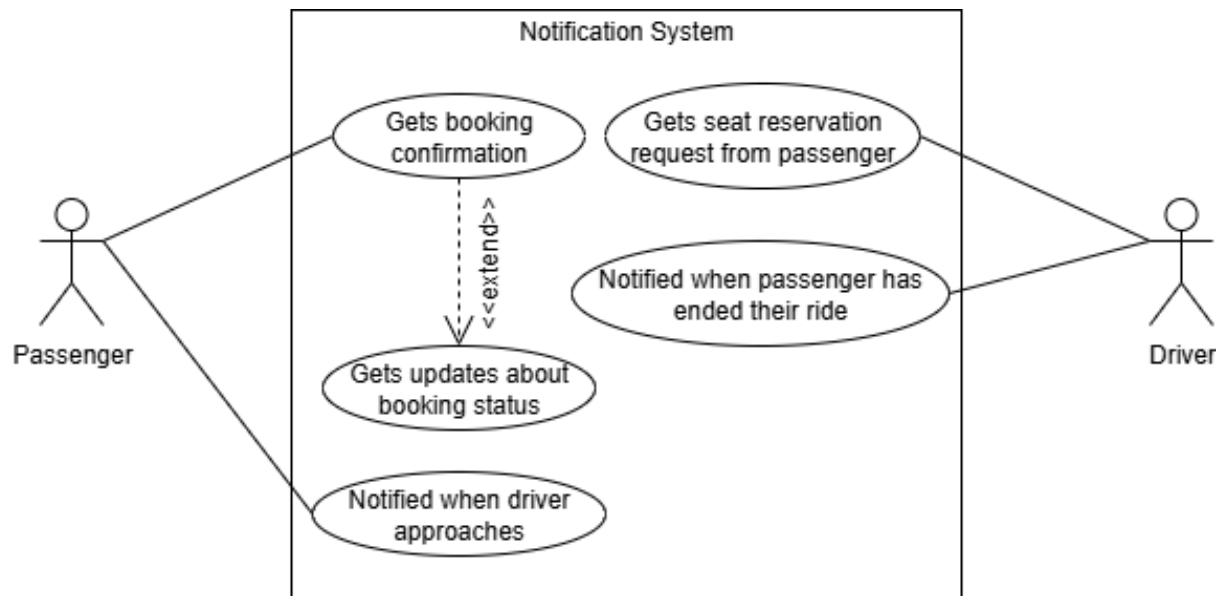 Notification System
Gets booking
confirmation
Gets seat reservation
request from passenger
<<extend>>
Notified when passenger has
ended their ride
Passenger
Driver
Gets updates about
booking status
Notified when driver
approaches